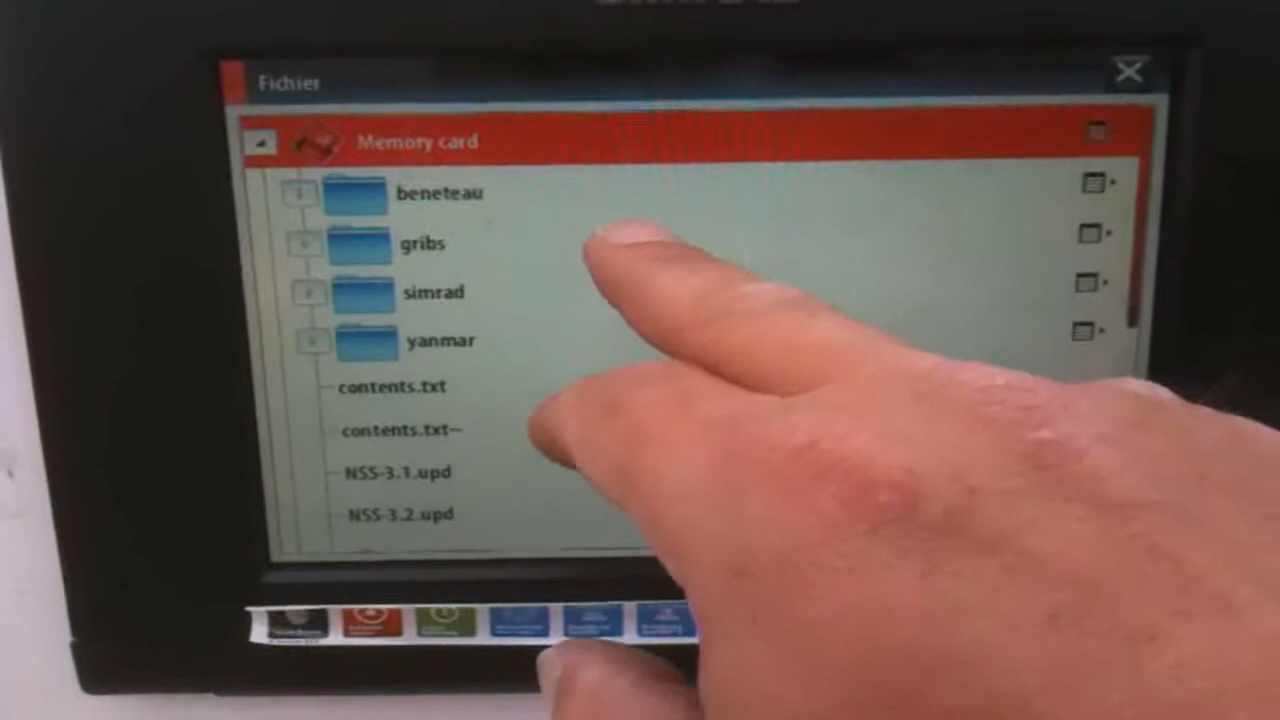 Fichier
Memory card
beneteau
gribs
simrad
yanmar
contents.txt
contents.txt~
NSS-3.1.upd
NSS-3.2.upd